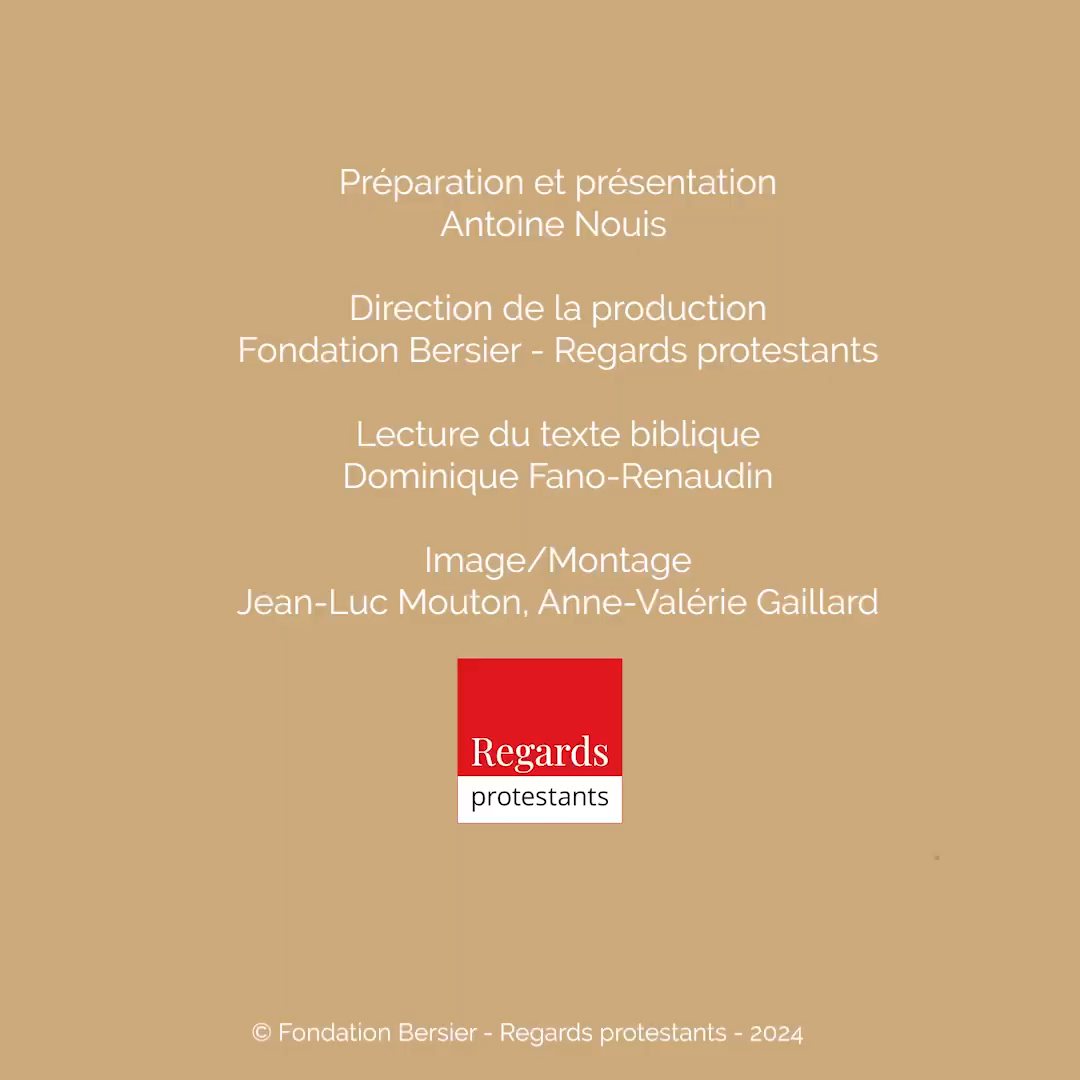 Préparation et présentation
Antoine Nouis
Direction de la production
Fondation Bersier - Regards protestants
Lecture du texte biblique
Dominique Fano-Renaudin
Image/Montage
Jean-Luc Mouton, Anne-Valérie Gaillard
Regards
protestants
© Fondation Bersier - Regards protestants - 2024